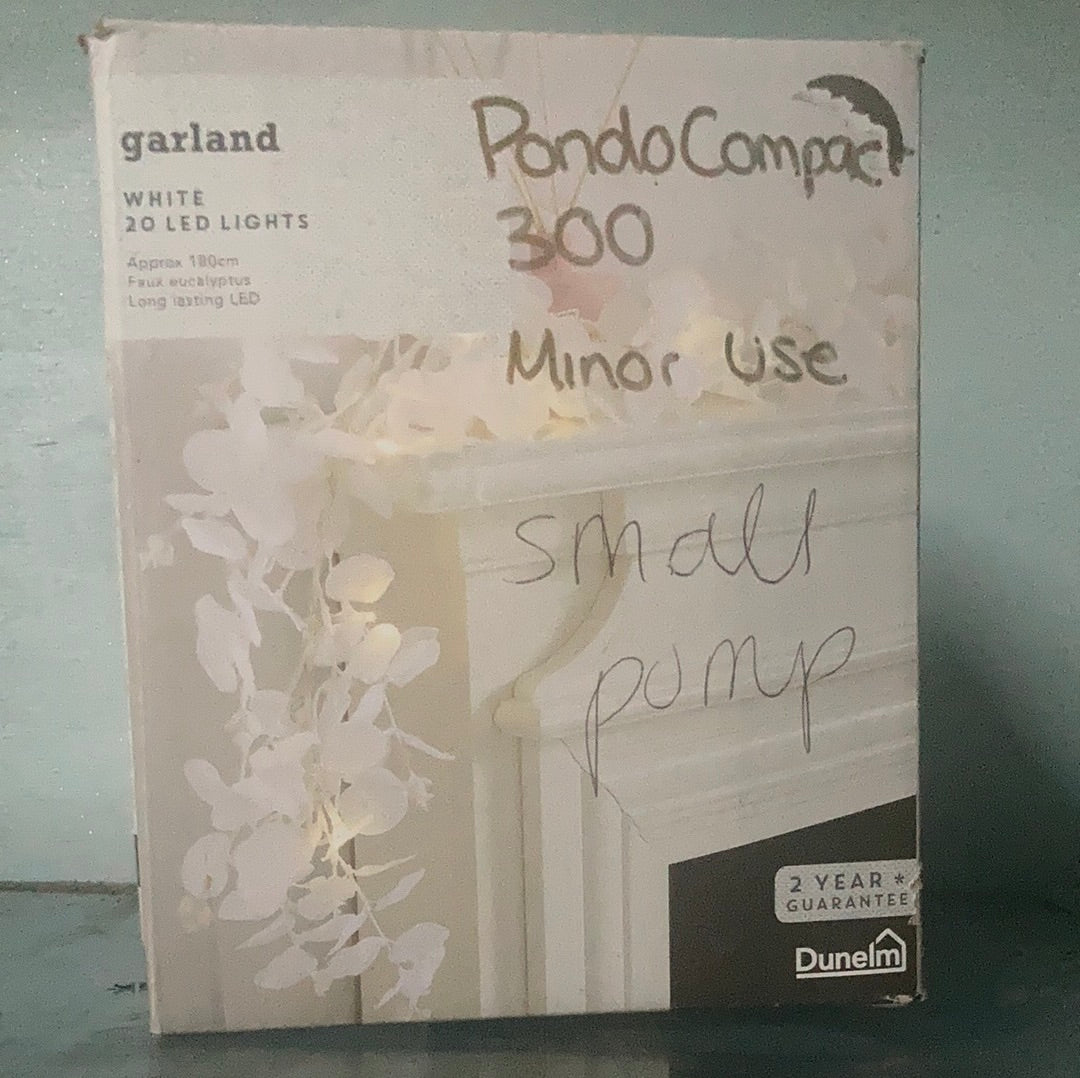 garland
WHITE
20 LED LIGHTS
Approx 180cm
Faux eucalyptus
Long lasting LED
PondoCompact
300
Minor Use
small
pump
2 YEAR *
GUARANTEE
Dunelm